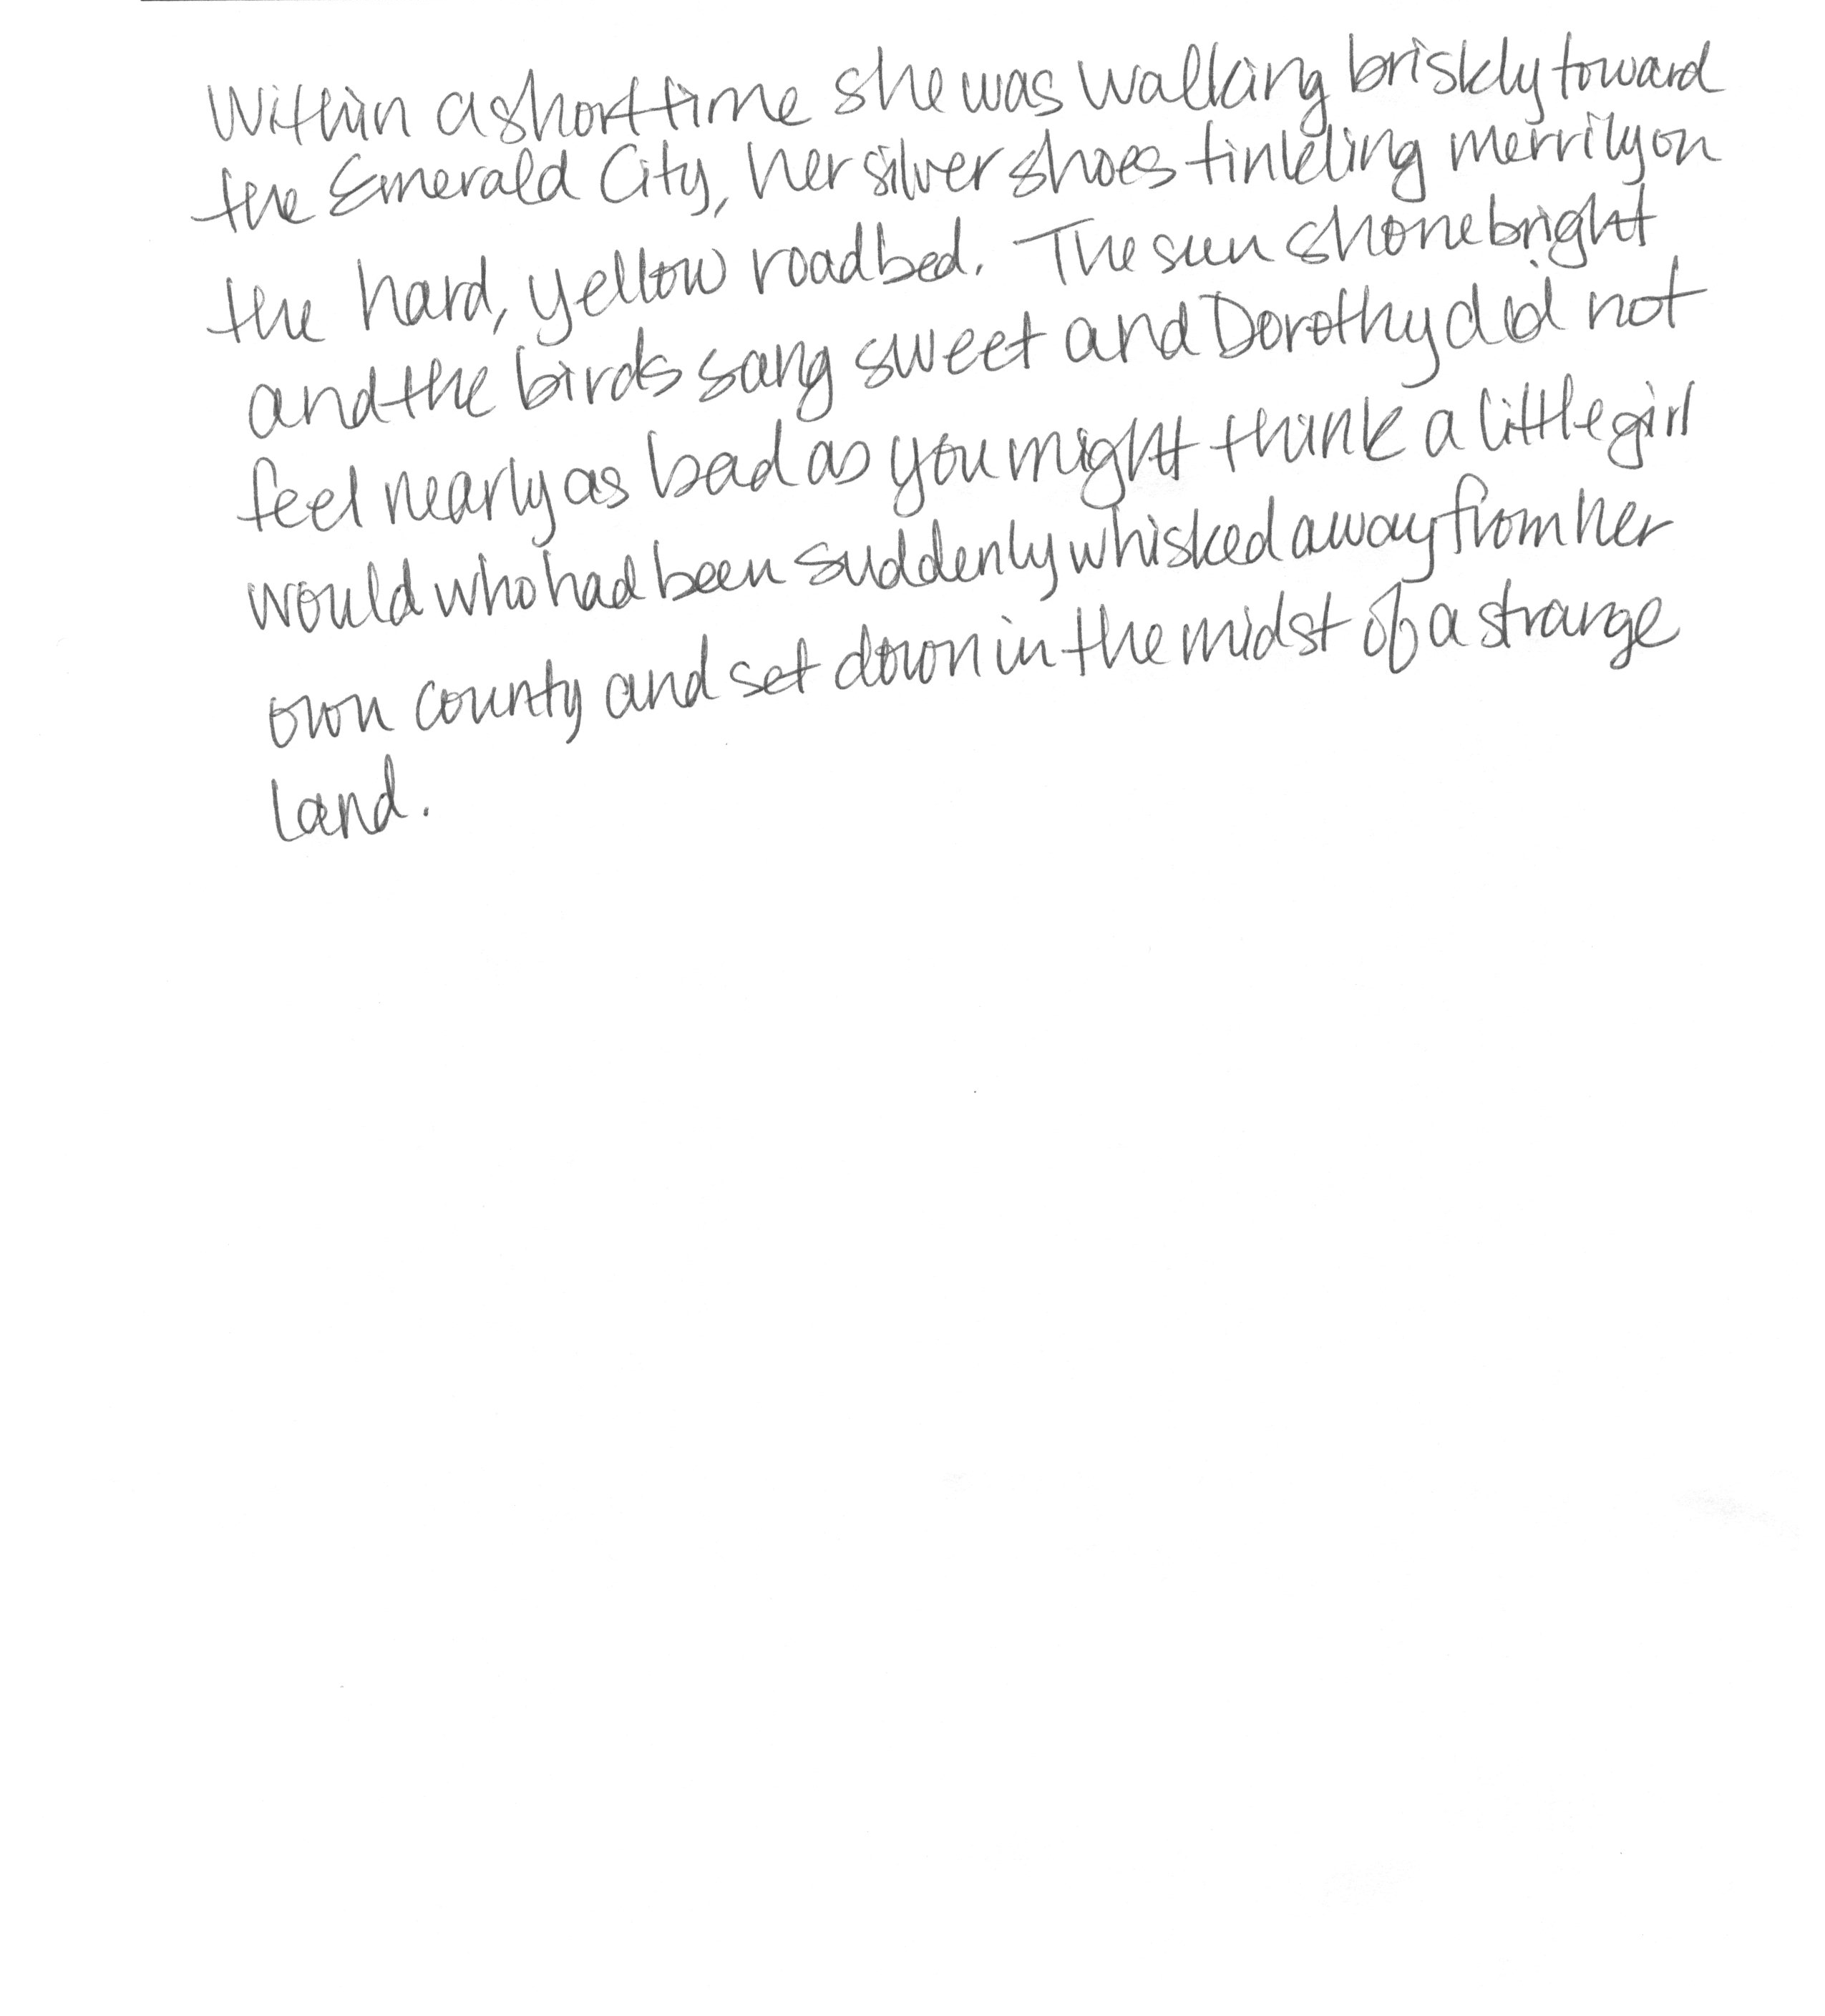 Within a short time she was walking briskly toward
the Emerald City, her silver shoes tinkling merrily on
the hard, yellow roadbed. The sun shone bright
and the birds sang sweet and Dorothy did not
feel nearly as bad as you might think a little girl
would who had been suddenly whisked away from her
own county and set down in the midst of a strange
land.